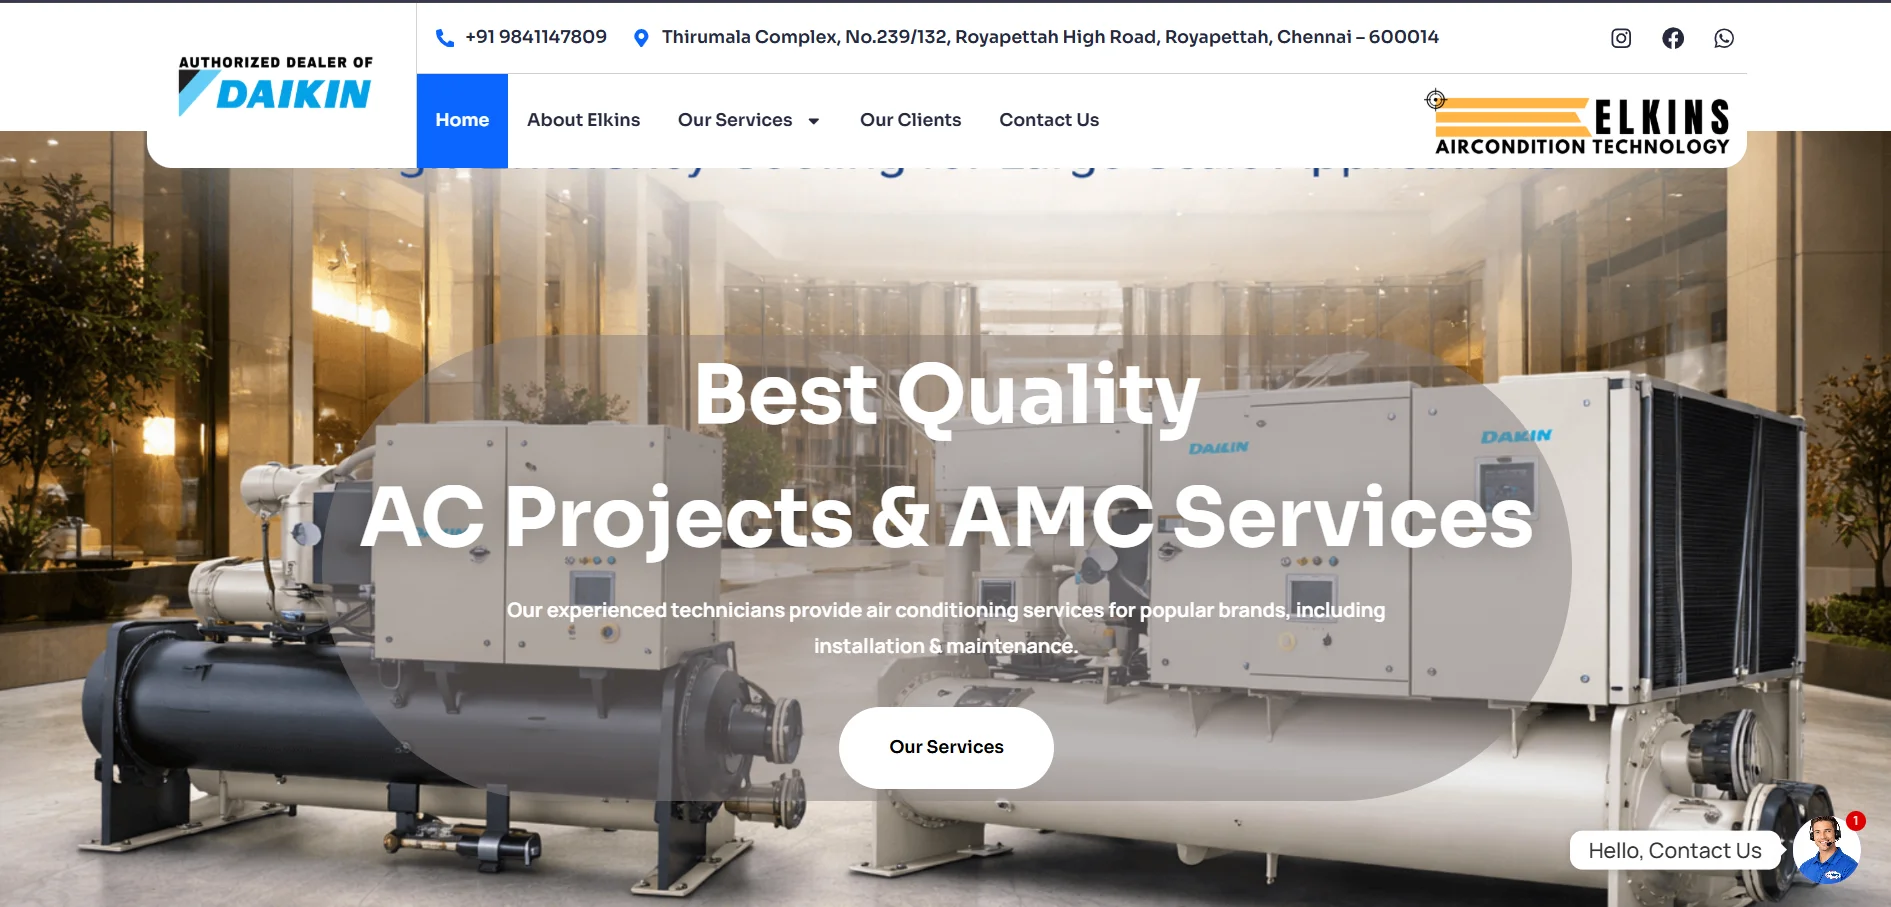 AUTHORIZED DEALER OF
DAIKIN
+91 9841147809
Thirumala Complex, No.239/132, Royapettah High Road, Royapettah, Chennai – 600014
Home
About Elkins
Our Services
Our Clients
Contact Us
ELKINS
AIRCONDITION TECHNOLOGY
Best Quality
DAIKIN
DAIKIN
AC Projects & AMC Services
Our experienced technicians provide air conditioning services for popular brands, including
installation & maintenance.
Our Services
Hello, Contact Us
1